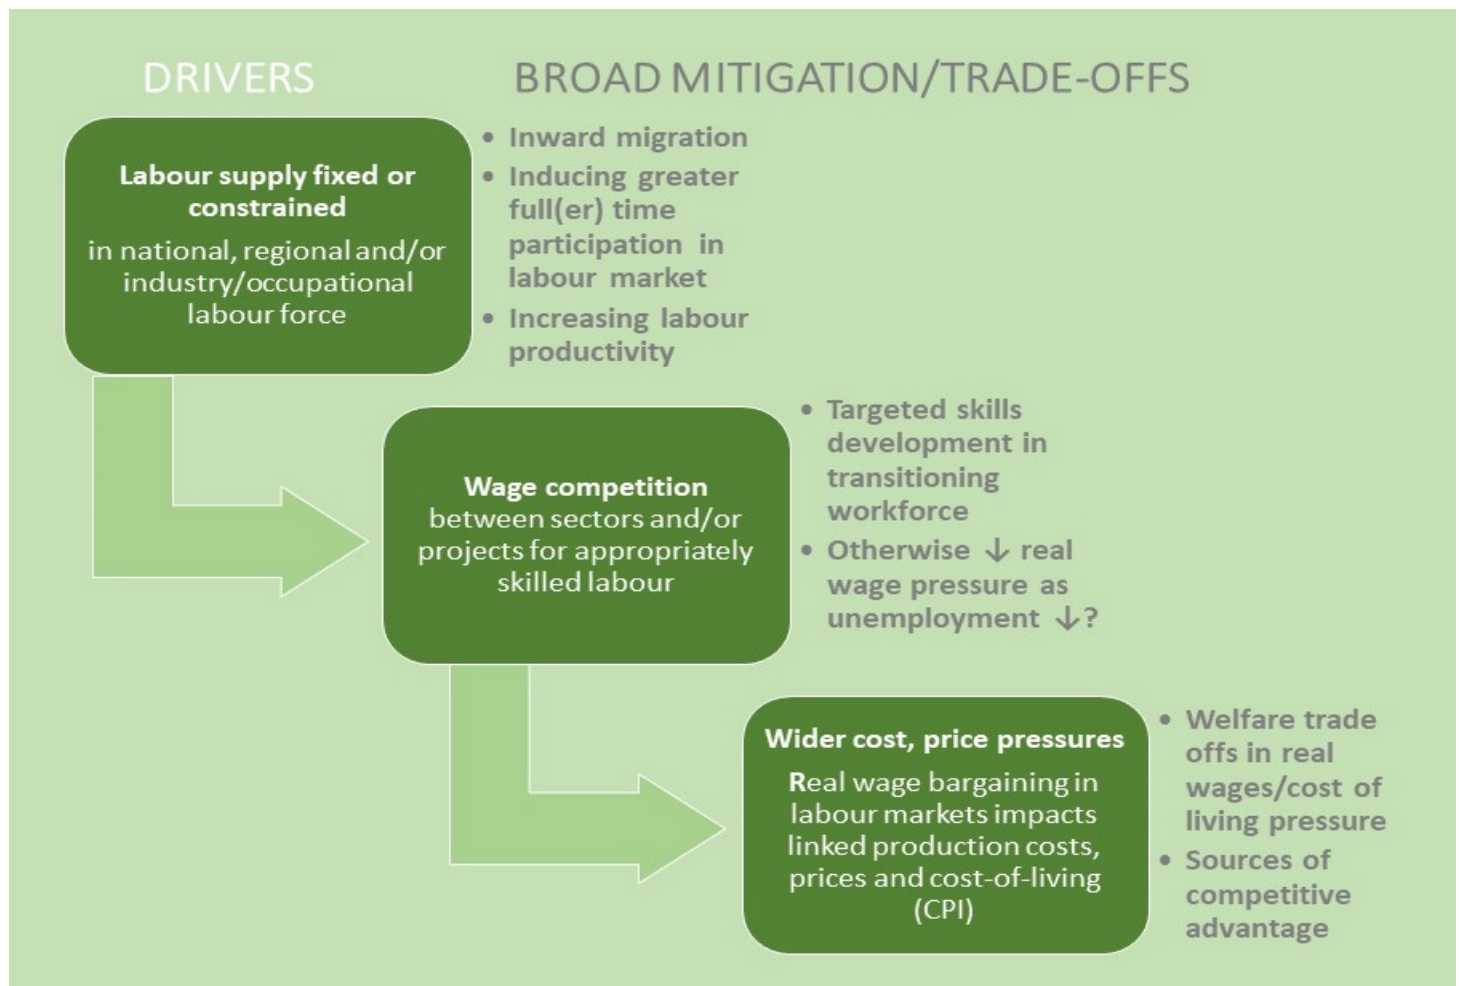 DRIVERS
BROAD MITIGATION/TRADE-OFFS
Labour supply fixed or
constrained
in national, regional and/or
industry/occupational
labour force
• Inward migration
• Inducing greater
full(er) time
participation in
labour market
• Increasing labour
productivity
Wage competition
between sectors and/or
projects for appropriately
skilled labour
• Targeted skills
development in
transitioning
workforce
• Otherwise ↓ real
wage pressure as
unemployment ↓?
Wider cost, price pressures
Real wage bargaining in
labour markets impacts
linked production costs,
prices and cost-of-living
(CPI)
• Welfare trade
offs in real
wages/cost of
living pressure
• Sources of
competitive
advantage